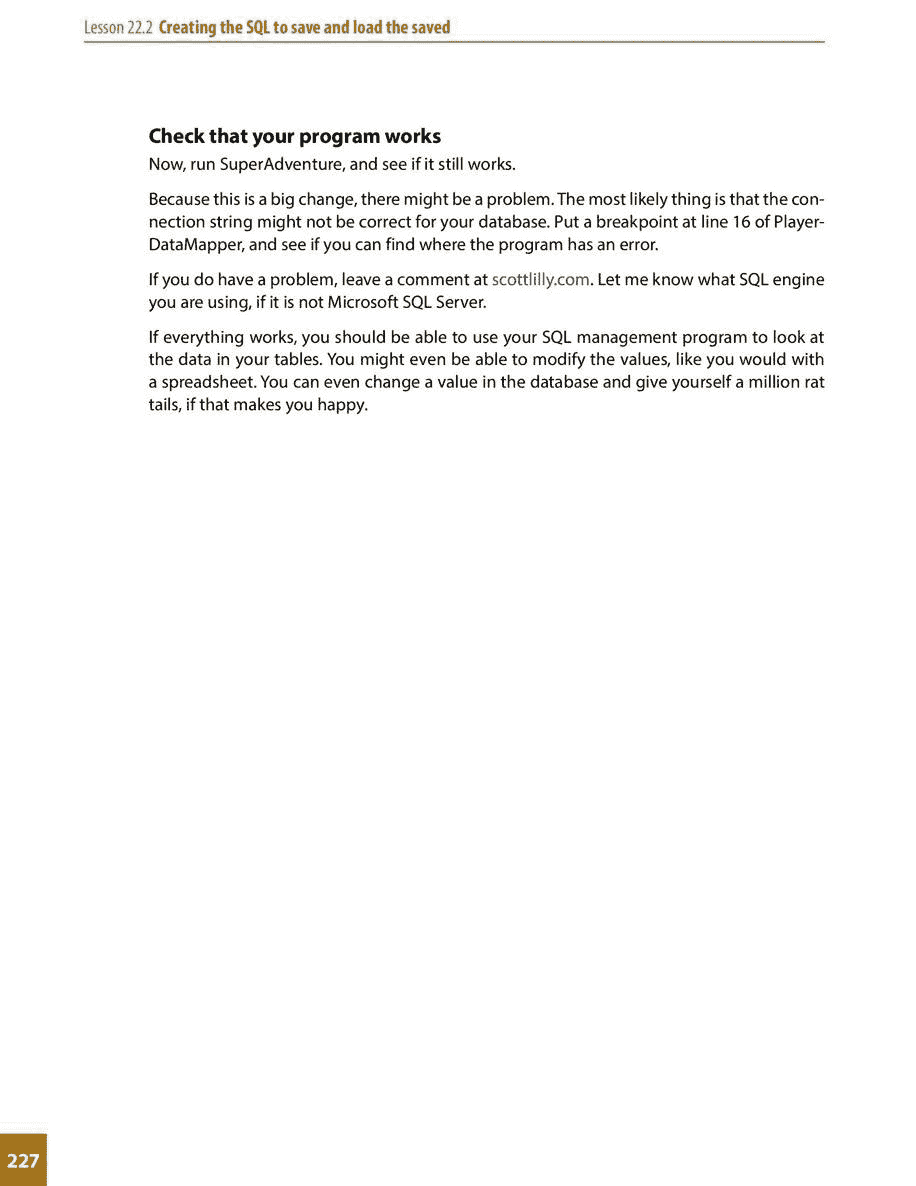 Lesson 22.2 Creating the SQL to save and load the saved
Check that your program works
Now, run SuperAdventure, and see if it still works.
Because this is a big change, there might be a problem. The most likely thing is that the con-
nection string might not be correct for your database. Put a breakpoint at line 16 of Player-
DataMapper, and see if you can find where the program has an error.
If you do have a problem, leave a comment at scottlilly.com. Let me know what SQL engine
you are using, if it is not Microsoft SQL Server.
If everything works, you should be able to use your SQL management program to look at
the data in your tables. You might even be able to modify the values, like you would with
a spreadsheet. You can even change a value in the database and give yourself a million rat
tails, if that makes you happy.
227